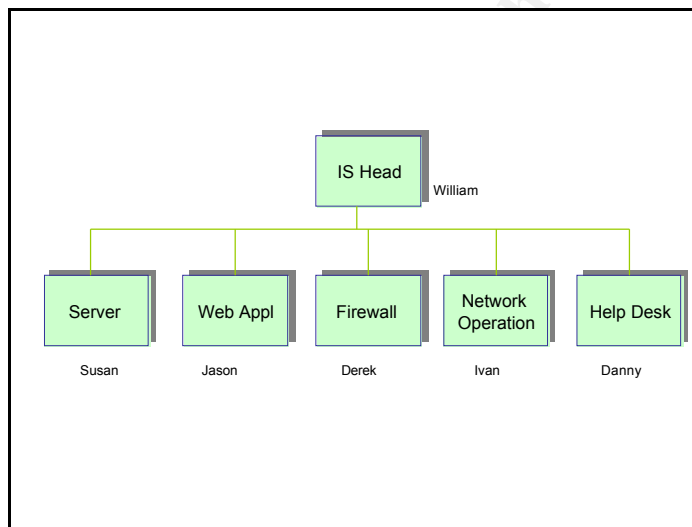 IS Head
William
Server
Web Appl
Firewall
Network
Operation
Help Desk
Susan
Jason
Derek
Ivan
Danny